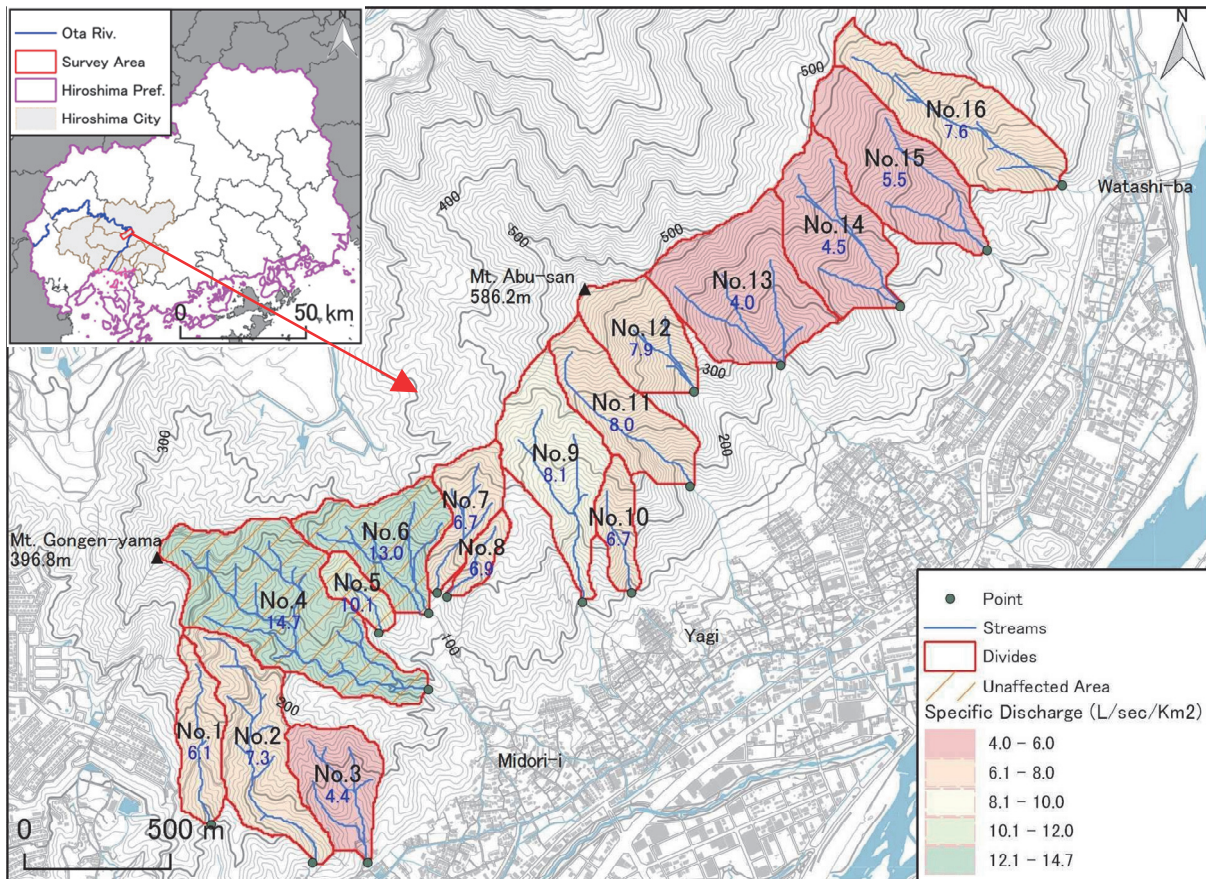 Ota Riv.
Survey Area
Hiroshima Pref.
Hiroshima City
N
0 50 km
500
No.16
7.6
No.15
5.5
Watashi-ba
400
500
500
No.14
4.5
Mt. Abu-san
586.2m
No.13
4.0
No.12
7.9
300
No.11
8.0
200
300
No.9
8.1
No.7
6.7
No.10
6.7
No.6
13.0
No.8
6.9
Mt. Gongen-yama
396.8m
No.5
10.1
No.4
14.7
100
Yagi
200
No.1
6.1
No.2
7.3
No.3
4.4
Midori-i
0 500 m
Point
Streams
Divides
Unaffected Area
Specific Discharge (L/sec/Km2)
4.0 - 6.0
6.1 - 8.0
8.1 - 10.0
10.1 - 12.0
12.1 - 14.7